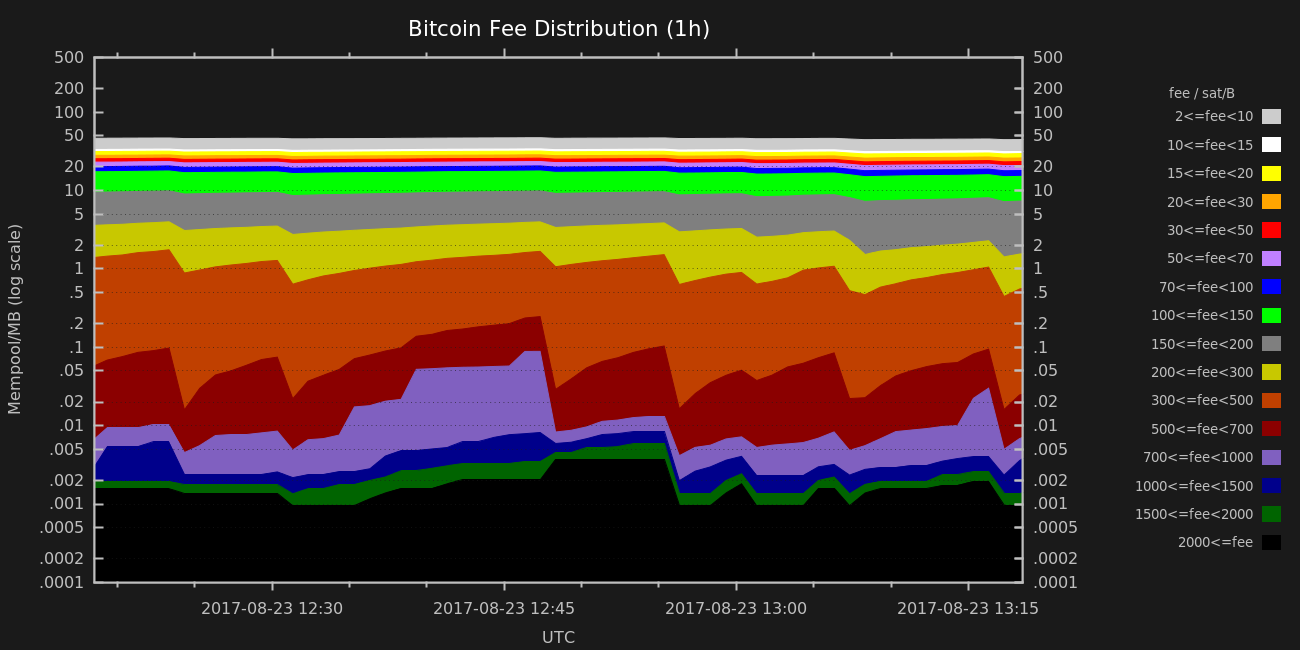 Bitcoin Fee Distribution (1h)
500 500
200 200
100 100
50 50
20 20
10 10
5 5
2 2
1 1
.5 .5
.2 .2
.1 .1
.05 .05
.02 .02
.01 .01
.005 .005
.002 .002
.001 .001
.0005 .0005
.0002 .0002
.0001 .0001
Mempool/MB (log scale)
2017-08-23 12:30 2017-08-23 12:45 2017-08-23 13:00 2017-08-23 13:15
UTC
fee / sat/B
2<=fee<10
10<=fee<15
15<=fee<20
20<=fee<30
30<=fee<50
50<=fee<70
70<=fee<100
100<=fee<150
150<=fee<200
200<=fee<300
300<=fee<500
500<=fee<700
700<=fee<1000
1000<=fee<1500
1500<=fee<2000
2000<=fee